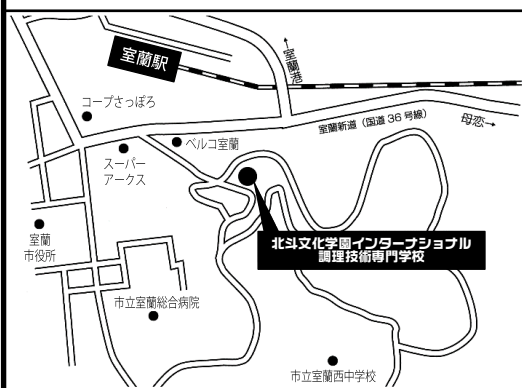 室蘭駅
↑室蘭港
コープさっぽろ
室蘭新道（国道36号線）
母恋→
ベルコ室蘭
スーパー
アークス
室蘭
市役所
北斗文化学園インターナショナル
調理技術専門学校
市立室蘭総合病院
市立室蘭西中学校